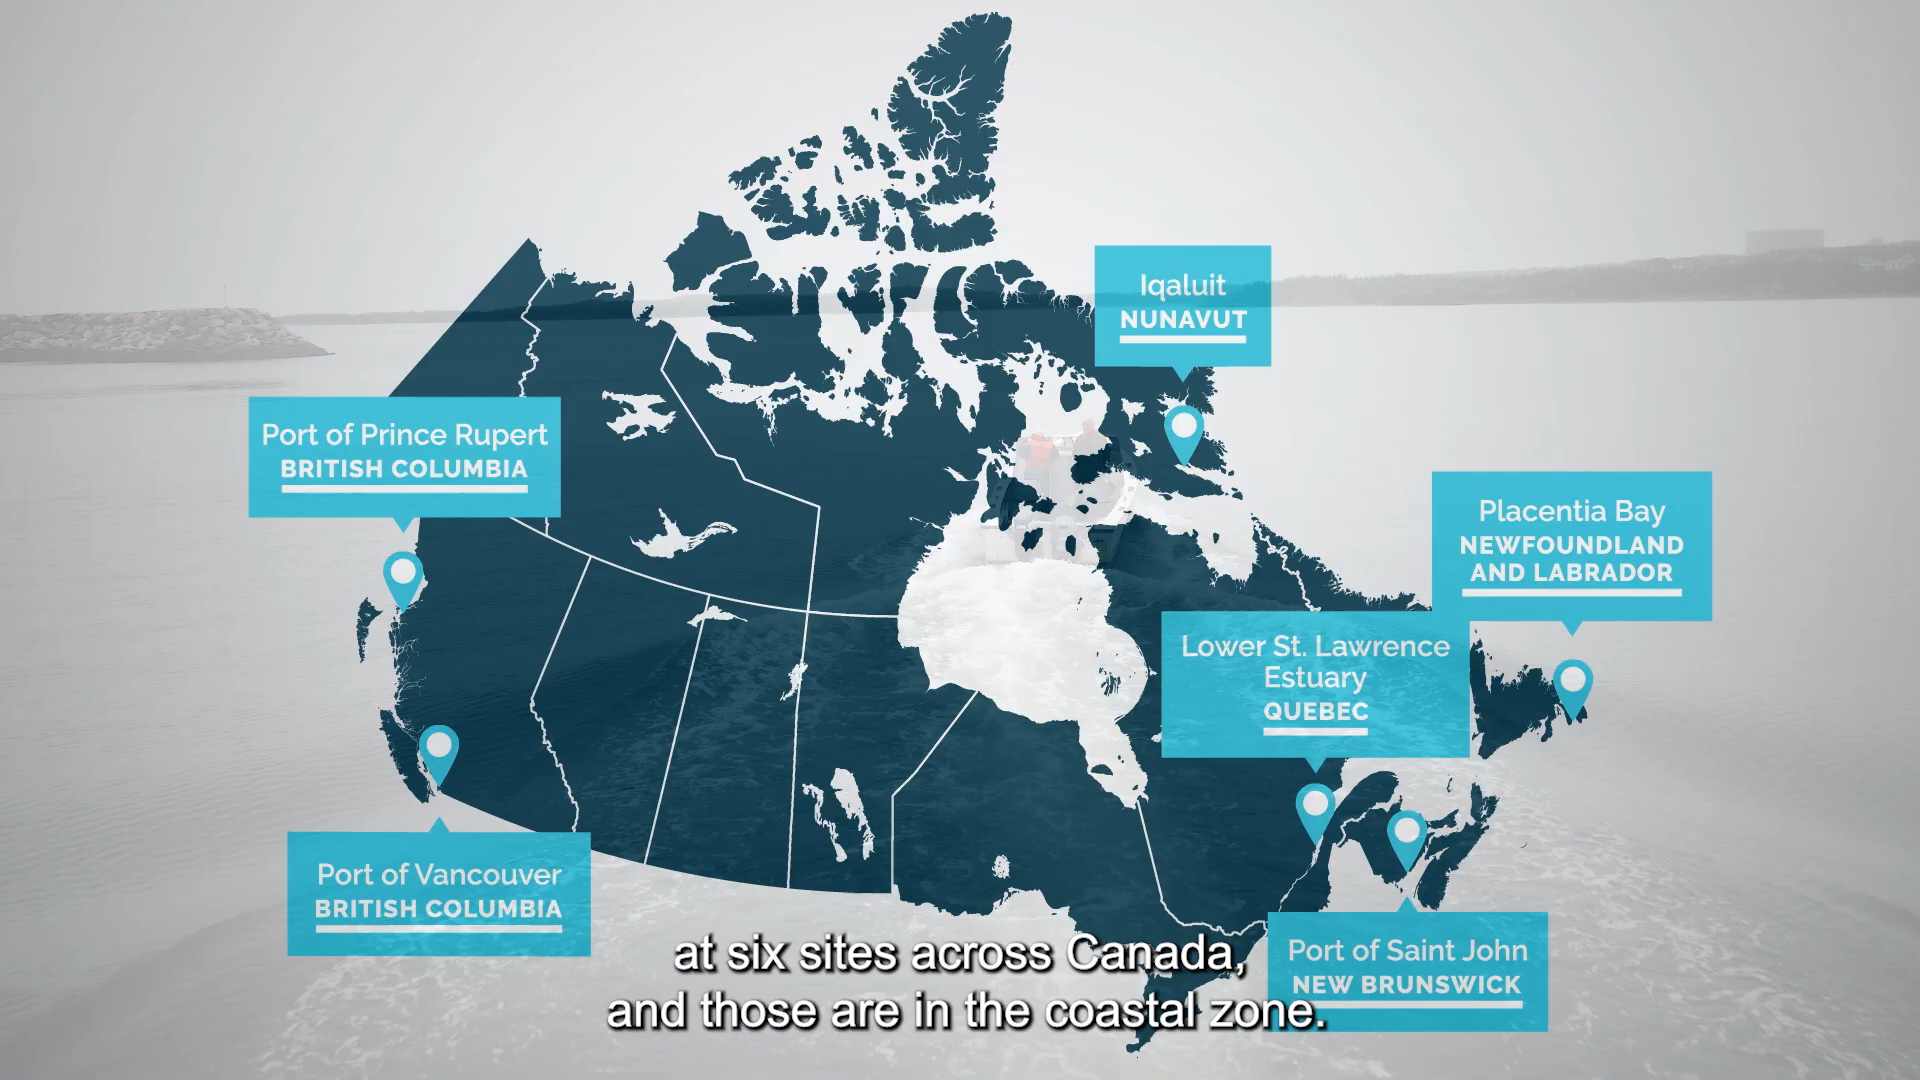 Iqaluit
NUNAVUT
Port of Prince Rupert
BRITISH COLUMBIA
Placentia Bay
NEWFOUNDLAND
AND LABRADOR
Lower St. Lawrence
Estuary
QUEBEC
Port of Vancouver
BRITISH COLUMBIA
Port of Saint John
NEW BRUNSWICK
at six sites across Canada,
and those are in the coastal zone.